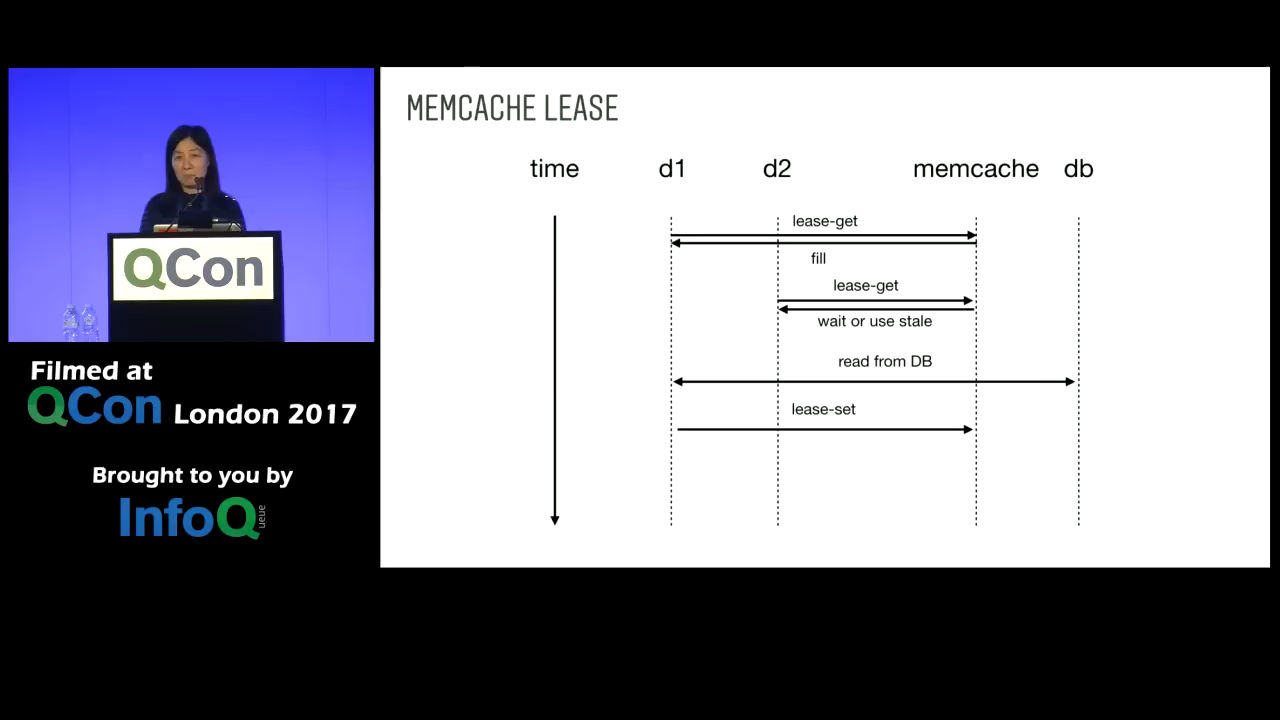 MEMCACHE LEASE
time d1 d2 memcache db
lease-get
fill
lease-get
wait or use stale
read from DB
lease-set
QCon
Filmed at
QCon London 2017
Brought to you by
InfoQueue